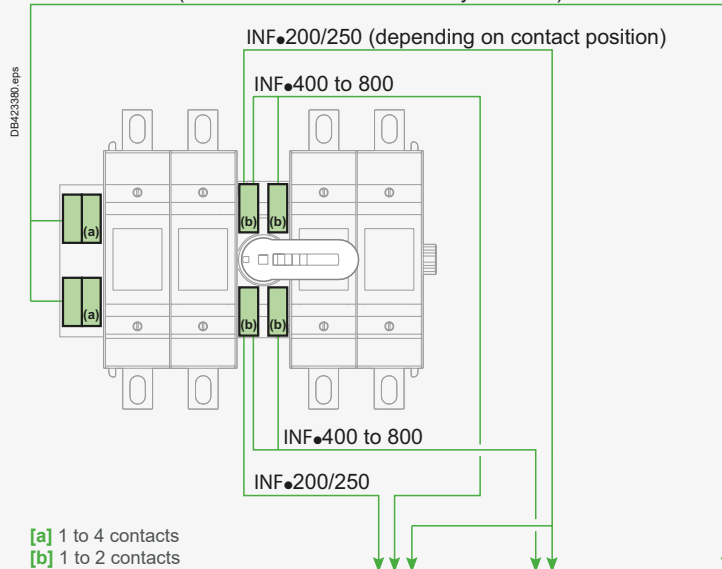 INF●200/250 (depending on contact position)
INF●400 to 800
DB423380.eps
(a)
(b)
(b)
(a)
(b)
(b)
INF●400 to 800
INF●200/250
[a] 1 to 4 contacts
[b] 1 to 2 contacts